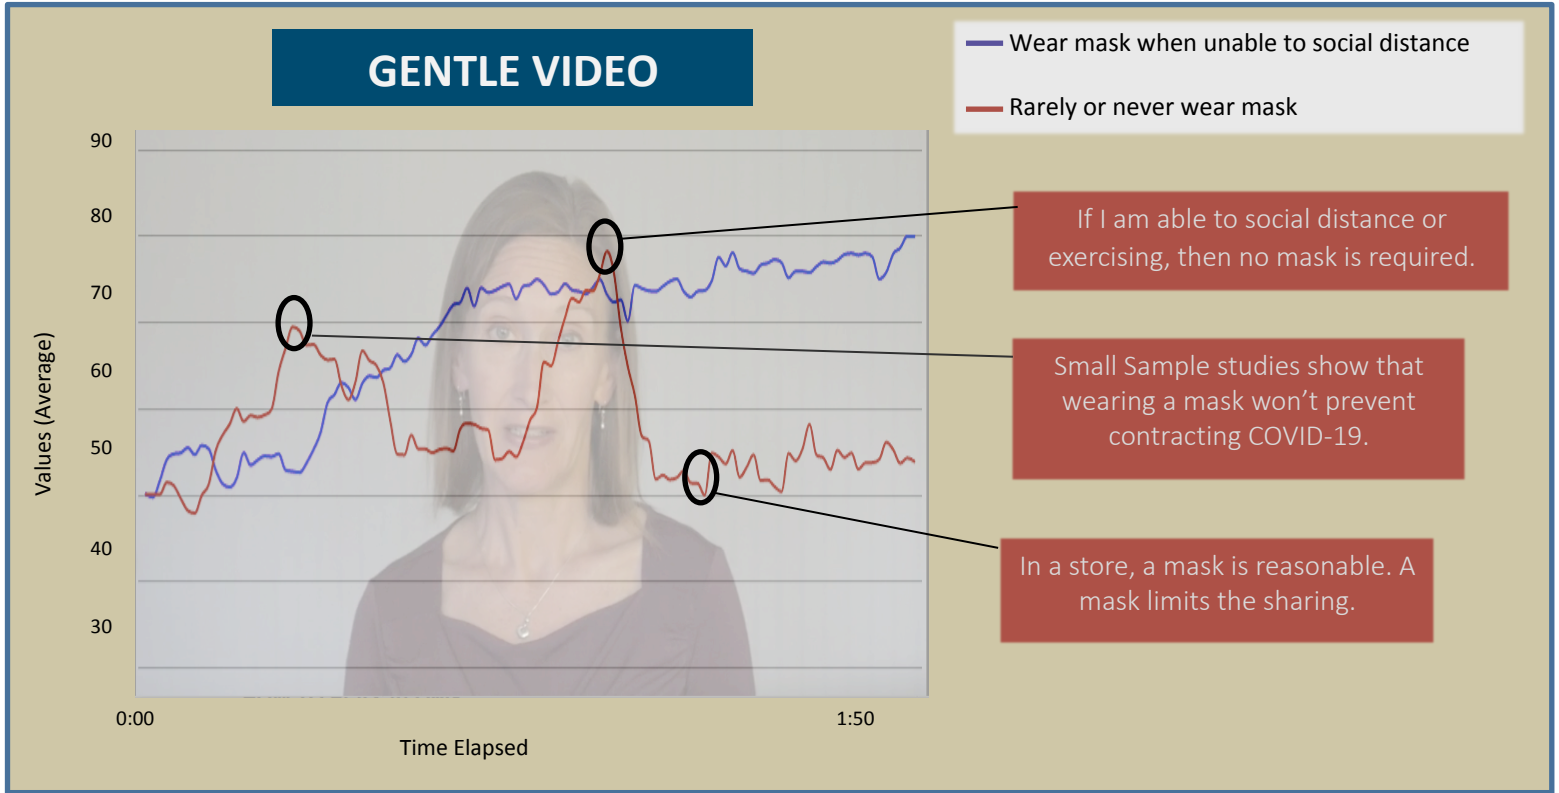 GENTLE VIDEO
Wear mask when unable to social distance
Rarely or never wear mask
90
80
70
60
50
40
30
Values (Average)
0:00
1:50
Time Elapsed
If I am able to social distance or
exercising, then no mask is required.
Small Sample studies show that
wearing a mask won’t prevent
contracting COVID-19.
In a store, a mask is reasonable. A
mask limits the sharing.